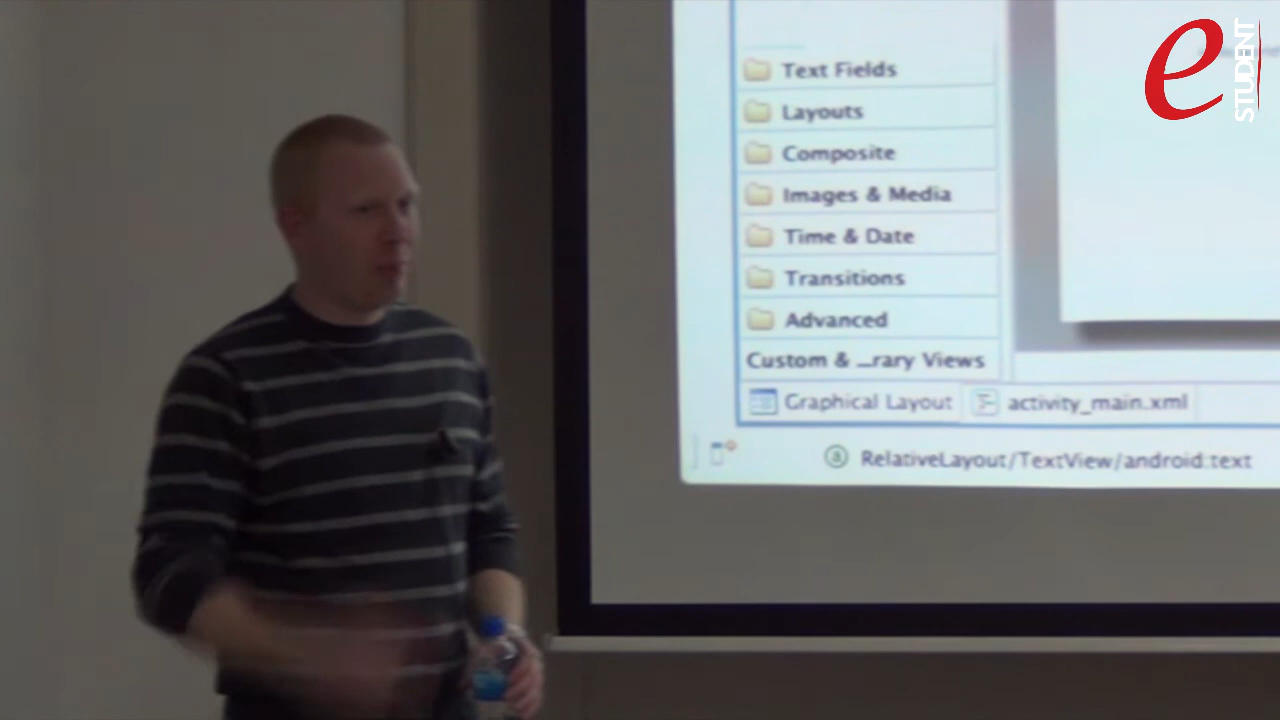 Text Fields
Layouts
Composite
Images & Media
Time & Date
Transitions
Advanced
Custom & ...rary Views
Graphical Layout
activity_main.xml
a
RelativeLayout/TextView/android:text
e
STUDENT